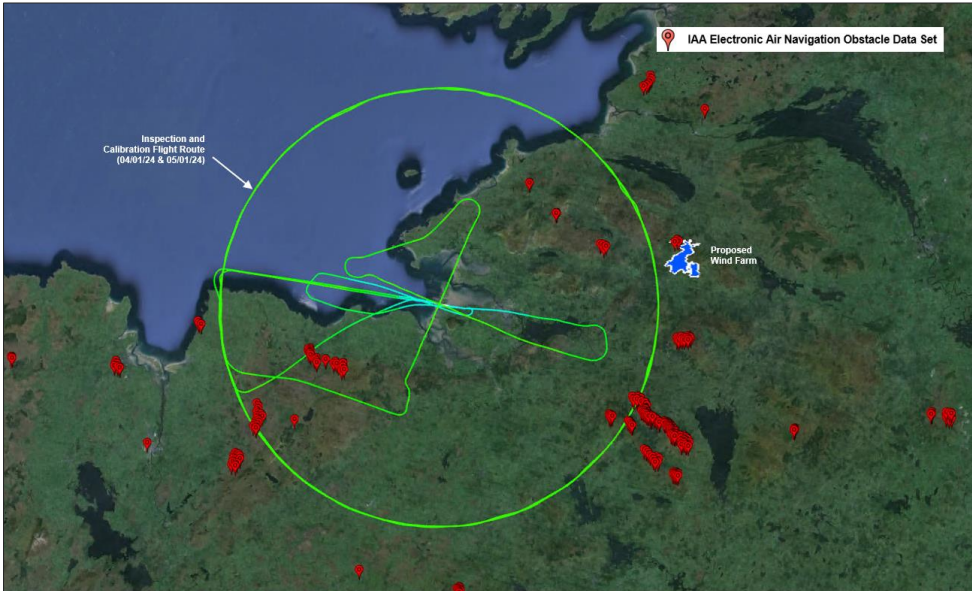 IAA Electronic Air Navigation Obstacle Data Set
Inspection and
Calibration Flight Route
(04/01/24 & 05/01/24)
Proposed
Wind Farm